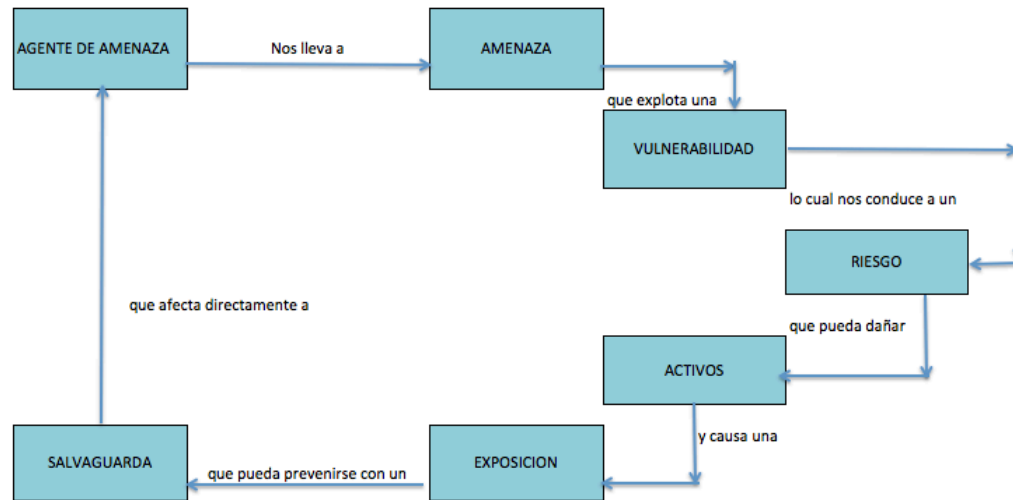 AGENTE DE AMENAZA
Nos lleva a
AMENAZA
que explota una
VULNERABILIDAD
lo cual nos conduce a un
RIESGO
que pueda dañar
ACTIVOS
y causa una
EXPOSICION
que pueda prevenirse con un
SALVAGUARDA
que afecta directamente a